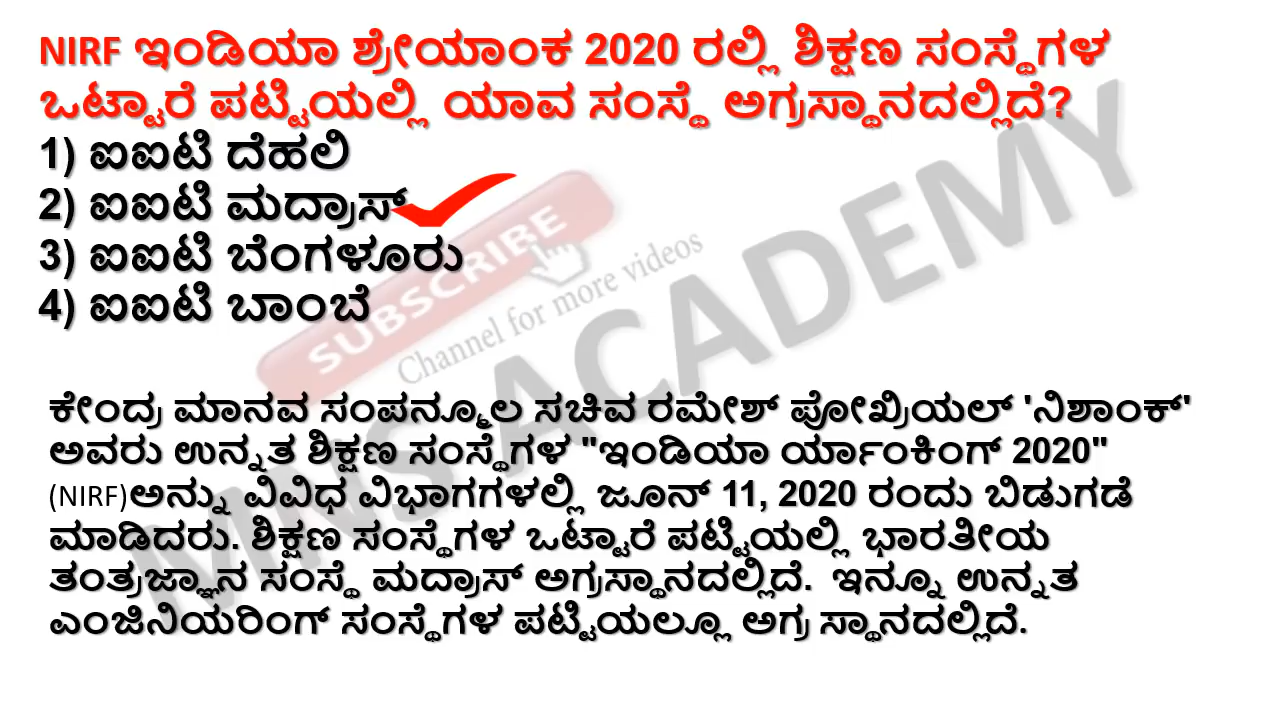 NIRF ಇಂಡಿಯಾ ಶ್ರೇಯಾಂಕ 2020 ರಲ್ಲಿ ಶಿಕ್ಷಣ ಸಂಸ್ಥೆಗಳ
ಒಟ್ಟಾರೆ ಪಟ್ಟಿಯಲ್ಲಿ ಯಾವ ಸಂಸ್ಥೆ ಅಗ್ರಸ್ಥಾನದಲ್ಲಿದೆ?
1) ಐಐಟಿ ದೆಹಲಿ
2) ಐಐಟಿ ಮದ್ರಾಸ್
3) ಐಐಟಿ ಬೆಂಗಳೂರು
4) ಐಐಟಿ ಬಾಂಬೆ
SUBSCRIBE
Channel for more videos
MNS ACADEMY
ಕೇಂದ್ರ ಮಾನವ ಸಂಪನ್ಮೂಲ ಸಚಿವ ರಮೇಶ್ ಪೋಖ್ರಿಯಲ್ 'ನಿಶಾಂಕ್'
ಅವರು ಉನ್ನತ ಶಿಕ್ಷಣ ಸಂಸ್ಥೆಗಳ "ಇಂಡಿಯಾ ರ್ಯಾಂಕಿಂಗ್ 2020"
(NIRF)ಅನ್ನು ವಿವಿಧ ವಿಭಾಗಗಳಲ್ಲಿ ಜೂನ್ 11, 2020 ರಂದು ಬಿಡುಗಡೆ
ಮಾಡಿದರು. ಶಿಕ್ಷಣ ಸಂಸ್ಥೆಗಳ ಒಟ್ಟಾರೆ ಪಟ್ಟಿಯಲ್ಲಿ ಭಾರತೀಯ
ತಂತ್ರಜ್ಞಾನ ಸಂಸ್ಥೆ ಮದ್ರಾಸ್ ಅಗ್ರಸ್ಥಾನದಲ್ಲಿದೆ. ಇನ್ನೂ ಉನ್ನತ
ಎಂಜಿನಿಯರಿಂಗ್ ಸಂಸ್ಥೆಗಳ ಪಟ್ಟಿಯಲ್ಲೂ ಅಗ್ರ ಸ್ಥಾನದಲ್ಲಿದೆ.